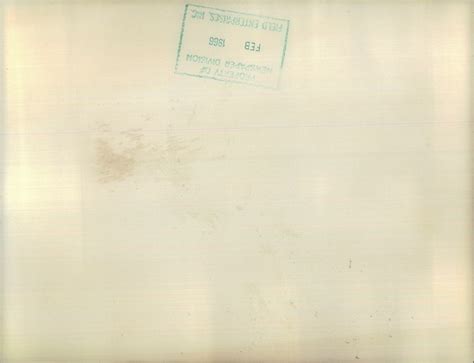 PROPERTY OF
NEWSPAPER DIVISION
FEB 1968
FIELD ENTERPRISES, INC.